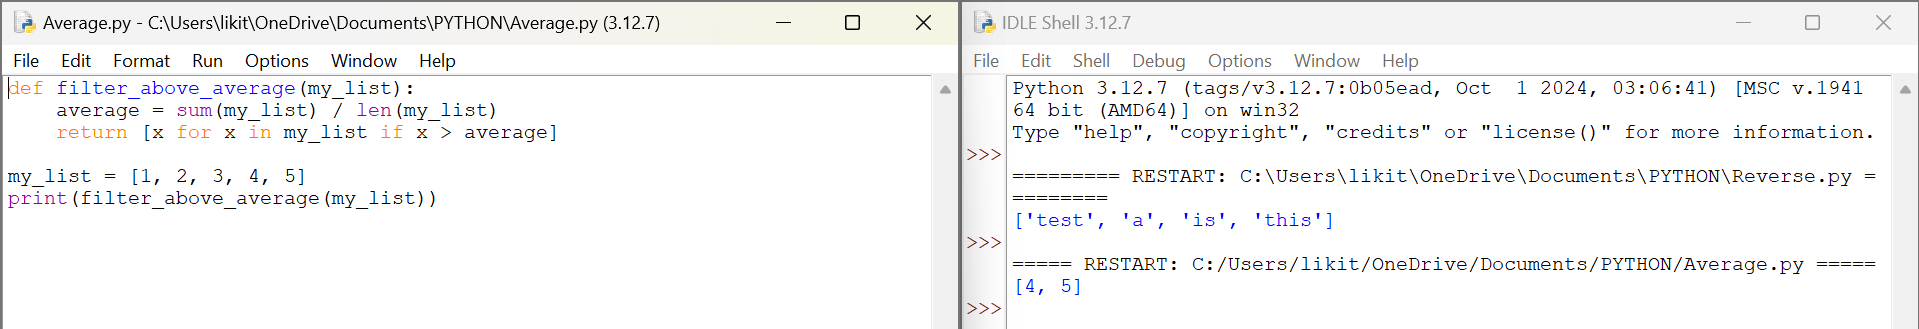 Average.py - C:\Users\likit\OneDrive\Documents\PYTHON\Average.py (3.12.7)
File Edit Format Run Options Window Help
def filter_above_average(my_list):
    average = sum(my_list) / len(my_list)
    return [x for x in my_list if x > average]
my_list = [1, 2, 3, 4, 5]
print(filter_above_average(my_list))
IDLE Shell 3.12.7
File Edit Shell Debug Options Window Help
Python 3.12.7 (tags/v3.12.7:0b05ead, Oct  1 2024, 03:06:41) [MSC v.1941
64 bit (AMD64)] on win32
Type "help", "copyright", "credits" or "license()" for more information.
>>>
========= RESTART: C:\Users\likit\OneDrive\Documents\PYTHON\Reverse.py =
========
['test', 'a', 'is', 'this']
>>>
===== RESTART: C:/Users/likit/OneDrive/Documents/PYTHON/Average.py =====
[4, 5]
>>>